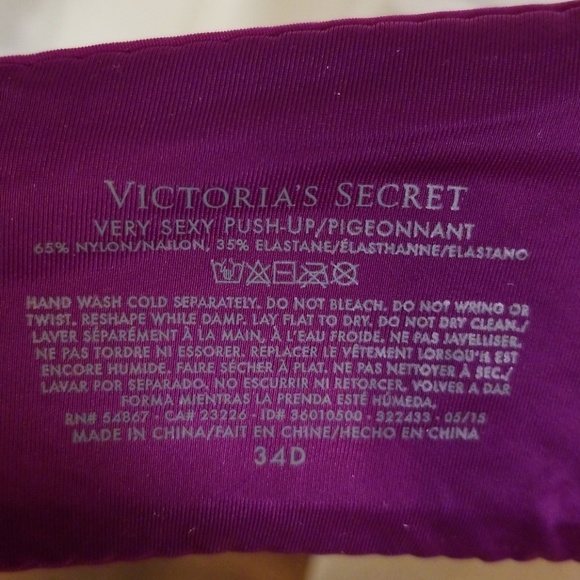 VICTORIA'S SECRET
VERY SEXY PUSH-UP/PIGEONNANT
65% NYLON/NAILON, 35% ELASTANE/ÉLASTHANNE/ELASTANO
HAND WASH COLD SEPARATELY. DO NOT BLEACH. DO NOT WRING OR
TWIST. RESHAPE WHILE DAMP. LAY FLAT TO DRY. DO NOT DRY CLEAN./
LAVER SÉPARÉMENT À LA MAIN, À L'EAU FROIDE. NE PAS JAVELLISER.
NE PAS TORDRE NI ESSORER. REPLACER LE VÊTEMENT LORSQU'IL EST
ENCORE HUMIDE. FAIRE SÉCHER À PLAT. NE PAS NETTOYER À SEC./
LAVAR POR SEPARADO. NO ESCURRIR NI RETORCER. VOLVER A DAR
FORMA MIENTRAS LA PRENDA ESTÉ HÚMEDA.
RN# 54867 · CA# 23226 · ID# 36010500 · 322433 · 05/15
MADE IN CHINA/FAIT EN CHINE/HECHO EN CHINA
34D